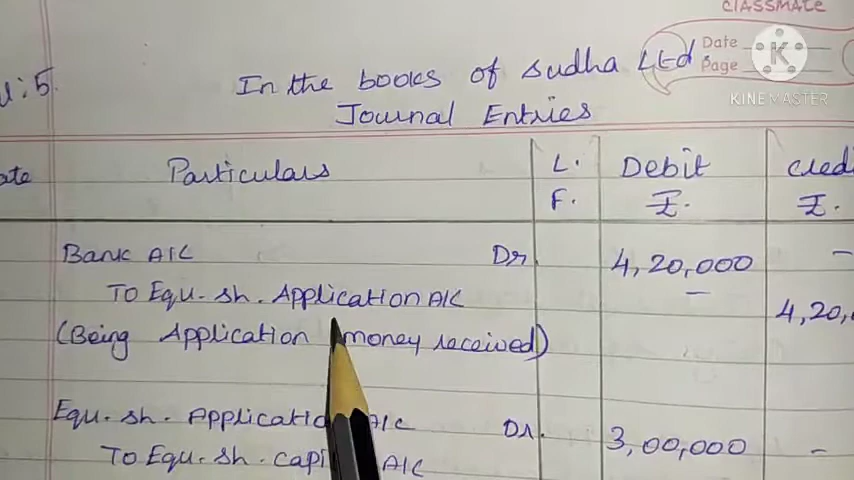 classmate
Date
Page
KINEMASTER
In the books of Sudha Ltd.
Journal Entries
Particulars L. F. Debit ₹. Credi ₹.
Bank A/C Dr. 4,20,000 –
To Equ. sh. Application A/C 4,20,
(Being Application money received)
Equ. sh. Applicatio A/C Dr. 3,00,000 –
To Equ. sh. capi A/C